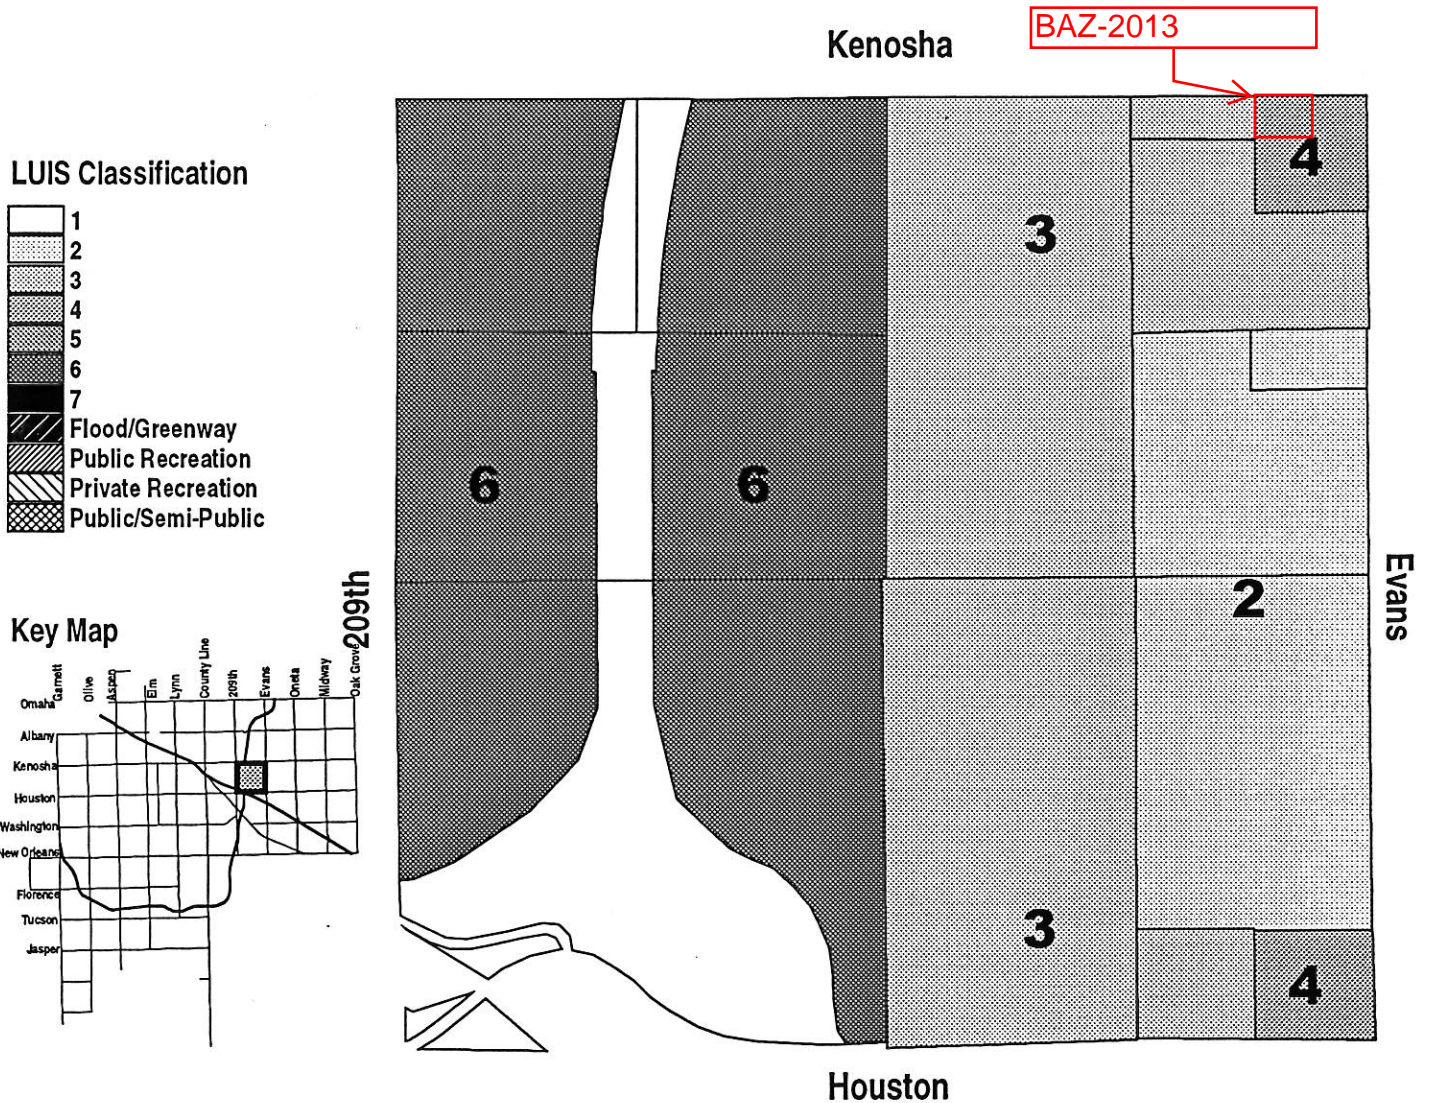 Kenosha
BAZ-2013
LUIS Classification
1
2
3
4
5
6
7
Flood/Greenway
Public Recreation
Private Recreation
Public/Semi-Public
4
3
6
6
2
3
4
209th
Evans
Houston
Key Map
Garnett
Olive
Aspen
Elm
Lynn
County Line
209th
Evans
Oneta
Midway
Oak Grove
Omaha
Albany
Kenosha
Houston
Washington
New Orleans
Florence
Tucson
Jasper